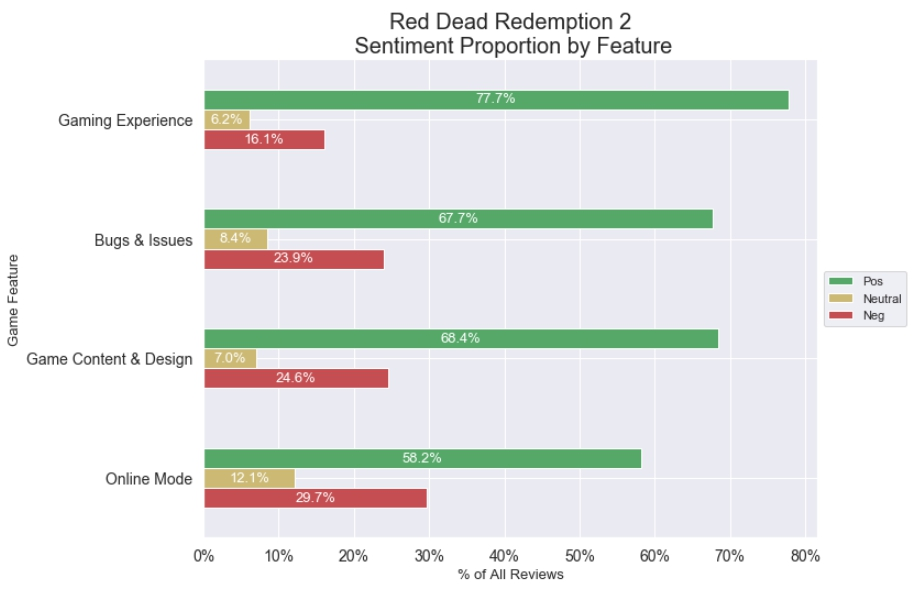 Red Dead Redemption 2
Sentiment Proportion by Feature
Game Feature
Gaming Experience
77.7%
6.2%
16.1%
Bugs & Issues
67.7%
8.4%
23.9%
Game Content & Design
68.4%
7.0%
24.6%
Online Mode
58.2%
12.1%
29.7%
0% 10% 20% 30% 40% 50% 60% 70% 80%
% of All Reviews
Pos
Neutral
Neg